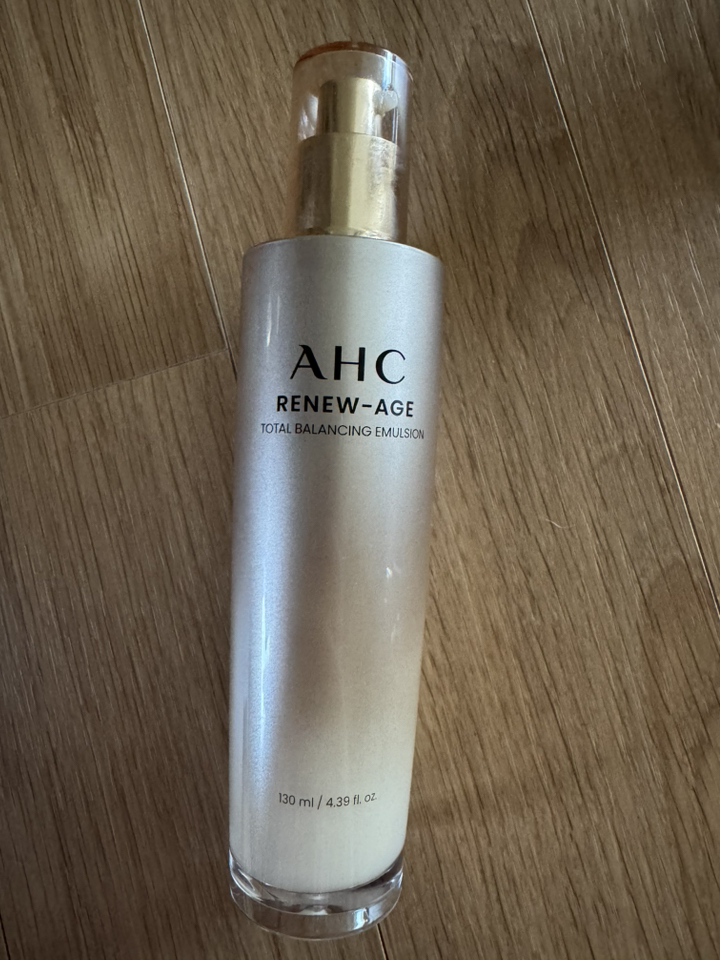 AHC
RENEW-AGE
TOTAL BALANCING EMULSION
130 ml / 4.39 fl. oz.